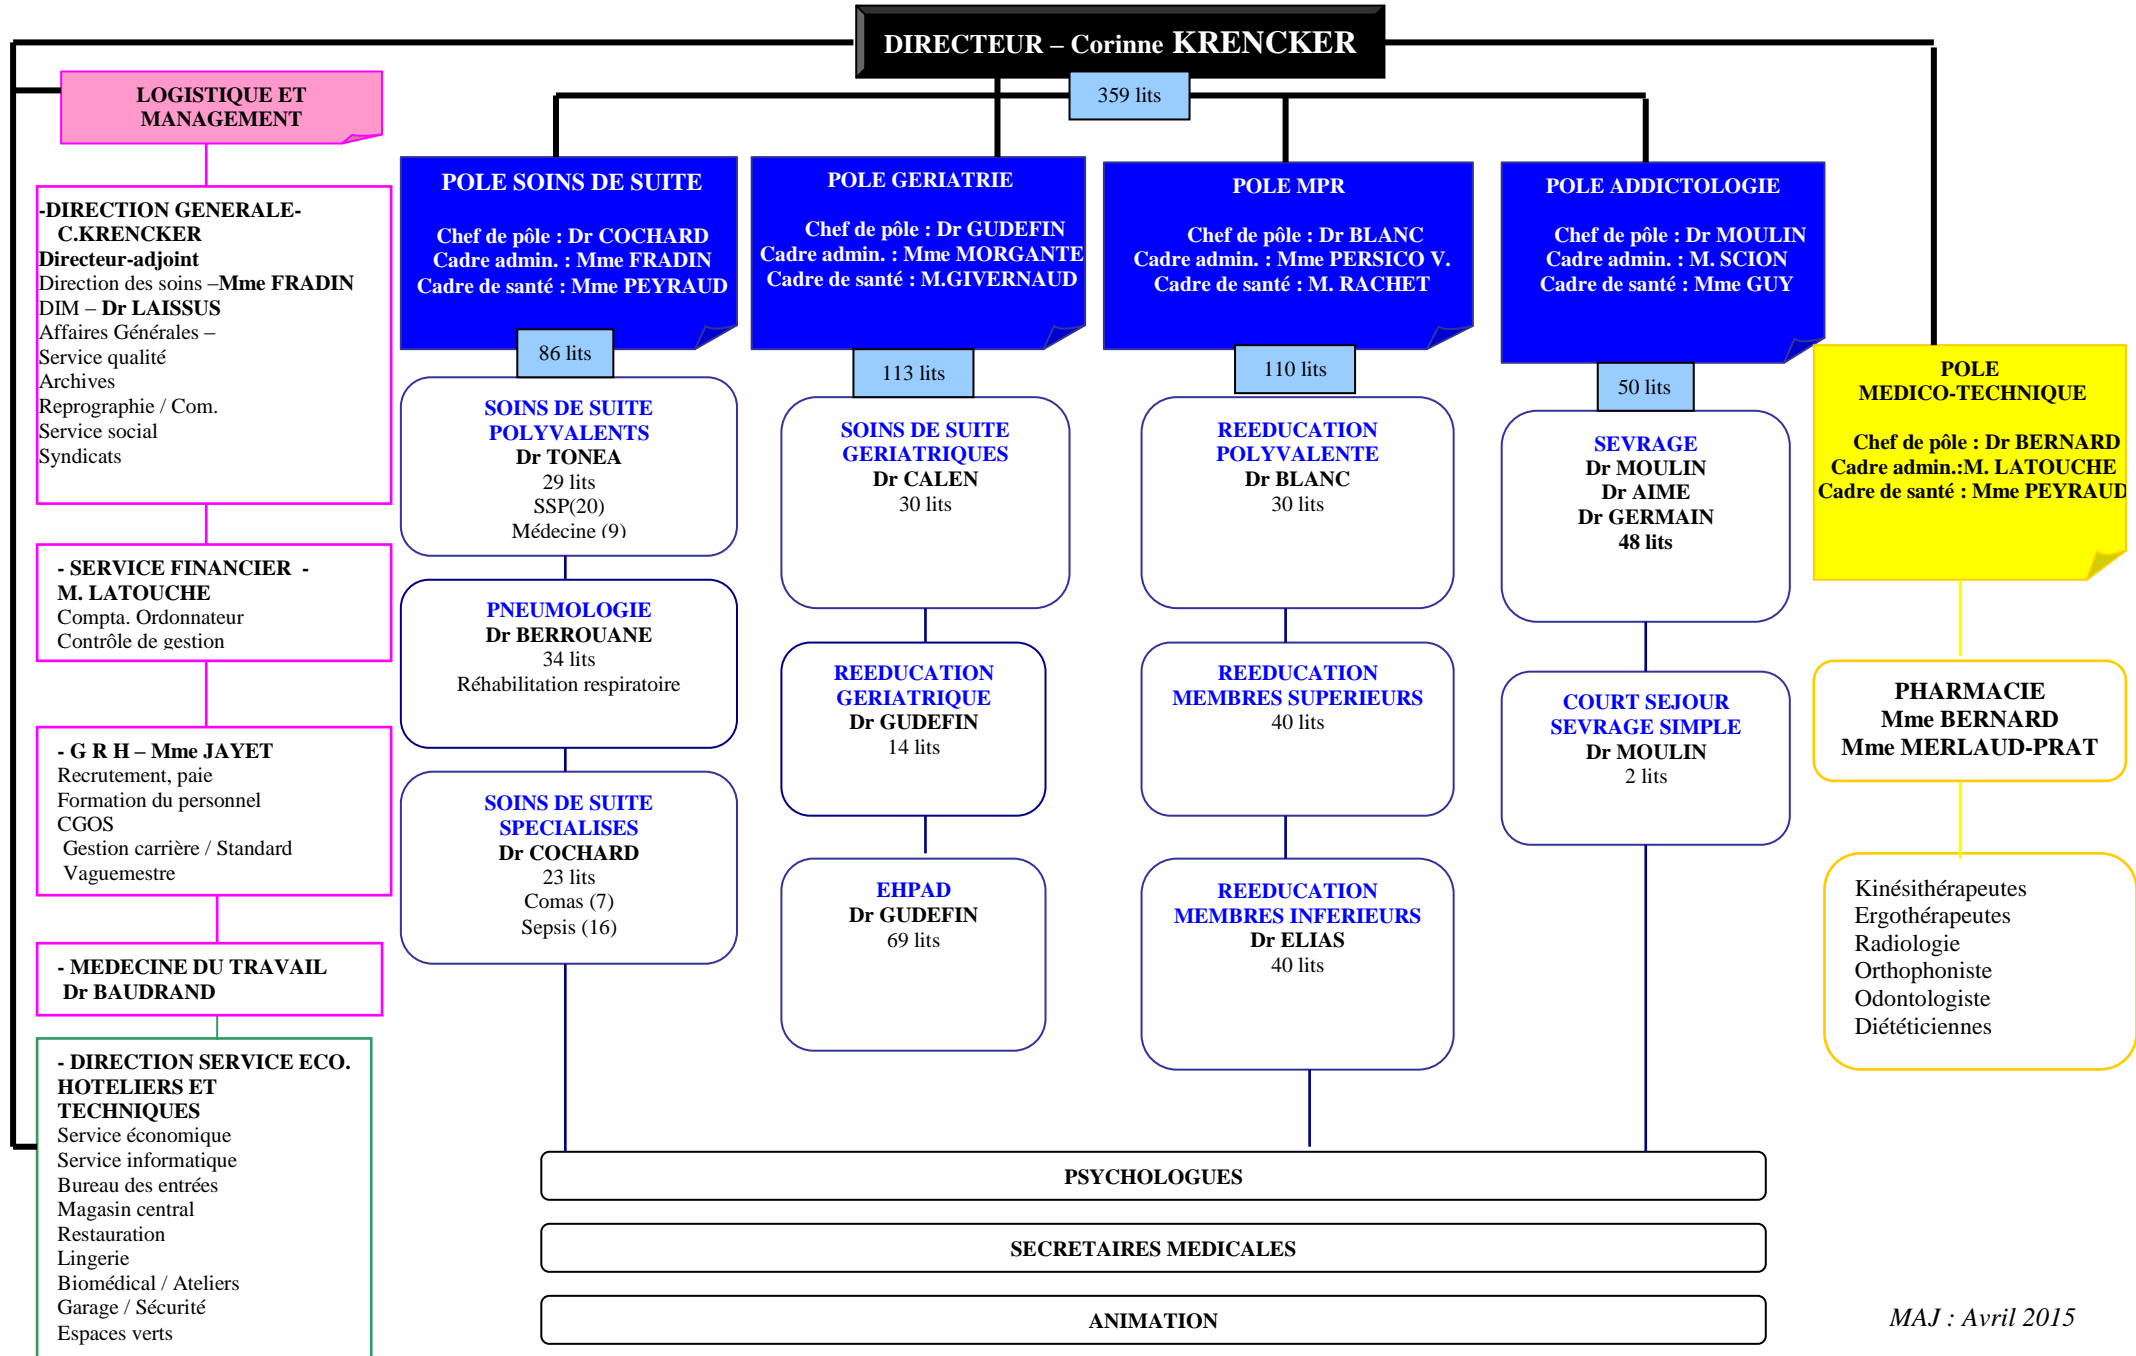 DIRECTEUR – Corinne KRENCKER
359 lits
LOGISTIQUE ET
MANAGEMENT
-DIRECTION GENERALE-
C.KRENCKER
Directeur-adjoint
Direction des soins –Mme FRADIN
DIM – Dr LAISSUS
Affaires Générales –
Service qualité
Archives
Reprographie / Com.
Service social
Syndicats
- SERVICE FINANCIER -
M. LATOUCHE
Compta. Ordonnateur
Contrôle de gestion
- G R H – Mme JAYET
Recrutement, paie
Formation du personnel
CGOS
Gestion carrière / Standard
Vaguemestre
- MEDECINE DU TRAVAIL
Dr BAUDRAND
- DIRECTION SERVICE ECO.
HOTELIERS ET
TECHNIQUES
Service économique
Service informatique
Bureau des entrées
Magasin central
Restauration
Lingerie
Biomédical / Ateliers
Garage / Sécurité
Espaces verts
POLE SOINS DE SUITE
Chef de pôle : Dr COCHARD
Cadre admin. : Mme FRADIN
Cadre de santé : Mme PEYRAUD
86 lits
SOINS DE SUITE
POLYVALENTS
Dr TONEA
29 lits
SSP(20)
Médecine (9)
PNEUMOLOGIE
Dr BERROUANE
34 lits
Réhabilitation respiratoire
SOINS DE SUITE
SPECIALISES
Dr COCHARD
23 lits
Comas (7)
Sepsis (16)
POLE GERIATRIE
Chef de pôle : Dr GUDEFIN
Cadre admin. : Mme MORGANTE
Cadre de santé : M.GIVERNAUD
113 lits
SOINS DE SUITE
GERIATRIQUES
Dr CALEN
30 lits
REEDUCATION
GERIATRIQUE
Dr GUDEFIN
14 lits
EHPAD
Dr GUDEFIN
69 lits
POLE MPR
Chef de pôle : Dr BLANC
Cadre admin. : Mme PERSICO V.
Cadre de santé : M. RACHET
110 lits
REEDUCATION
POLYVALENTE
Dr BLANC
30 lits
REEDUCATION
MEMBRES SUPERIEURS
40 lits
REEDUCATION
MEMBRES INFERIEURS
Dr ELIAS
40 lits
POLE ADDICTOLOGIE
Chef de pôle : Dr MOULIN
Cadre admin. : M. SCION
Cadre de santé : Mme GUY
50 lits
SEVRAGE
Dr MOULIN
Dr AIME
Dr GERMAIN
48 lits
COURT SEJOUR
SEVRAGE SIMPLE
Dr MOULIN
2 lits
POLE
MEDICO-TECHNIQUE
Chef de pôle : Dr BERNARD
Cadre admin.:M. LATOUCHE
Cadre de santé : Mme PEYRAUD
PHARMACIE
Mme BERNARD
Mme MERLAUD-PRAT
Kinésithérapeutes
Ergothérapeutes
Radiologie
Orthophoniste
Odontologiste
Diététiciennes
PSYCHOLOGUES
SECRETAIRES MEDICALES
ANIMATION
MAJ : Avril 2015